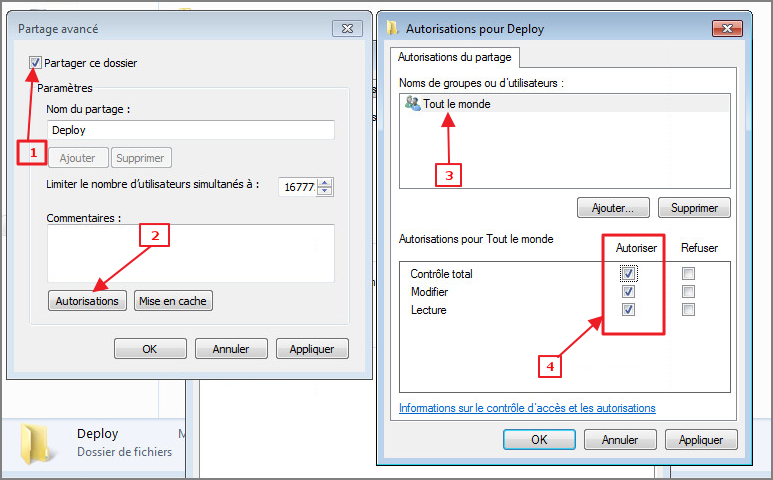 Partage avancé
Partager ce dossier
Paramètres
Nom du partage :
Deploy
1
Ajouter
Supprimer
Limiter le nombre d'utilisateurs simultanés à :
16777
Commentaires :
2
Autorisations
Mise en cache
OK
Annuler
Appliquer
Deploy
Dossier de fichiers
Autorisations pour Deploy
Autorisations du partage
Noms de groupes ou d'utilisateurs :
Tout le monde
3
Ajouter...
Supprimer
Autorisations pour Tout le monde
Autoriser
Refuser
Contrôle total
Modifier
Lecture
4
Informations sur le contrôle d'accès et les autorisations
OK
Annuler
Appliquer